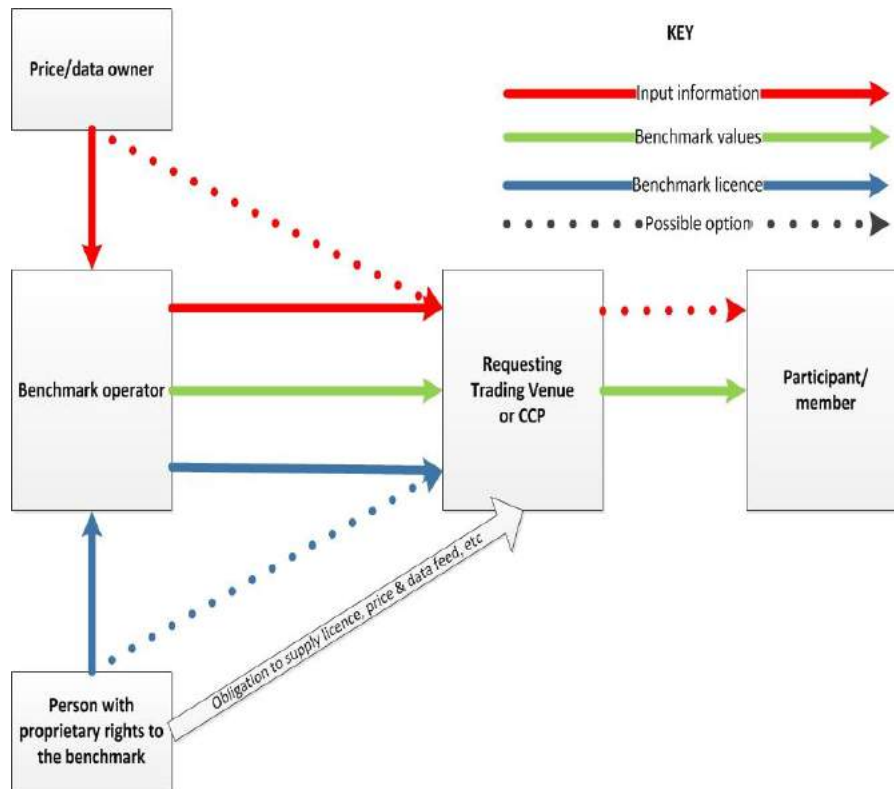 Price/data owner
KEY
Input information
Benchmark values
Benchmark licence
Possible option
Benchmark operator
Requesting
Trading Venue
or CCP
Participant/
member
Obligation to supply licence, price & data feed, etc
Person with
proprietary rights to
the benchmark